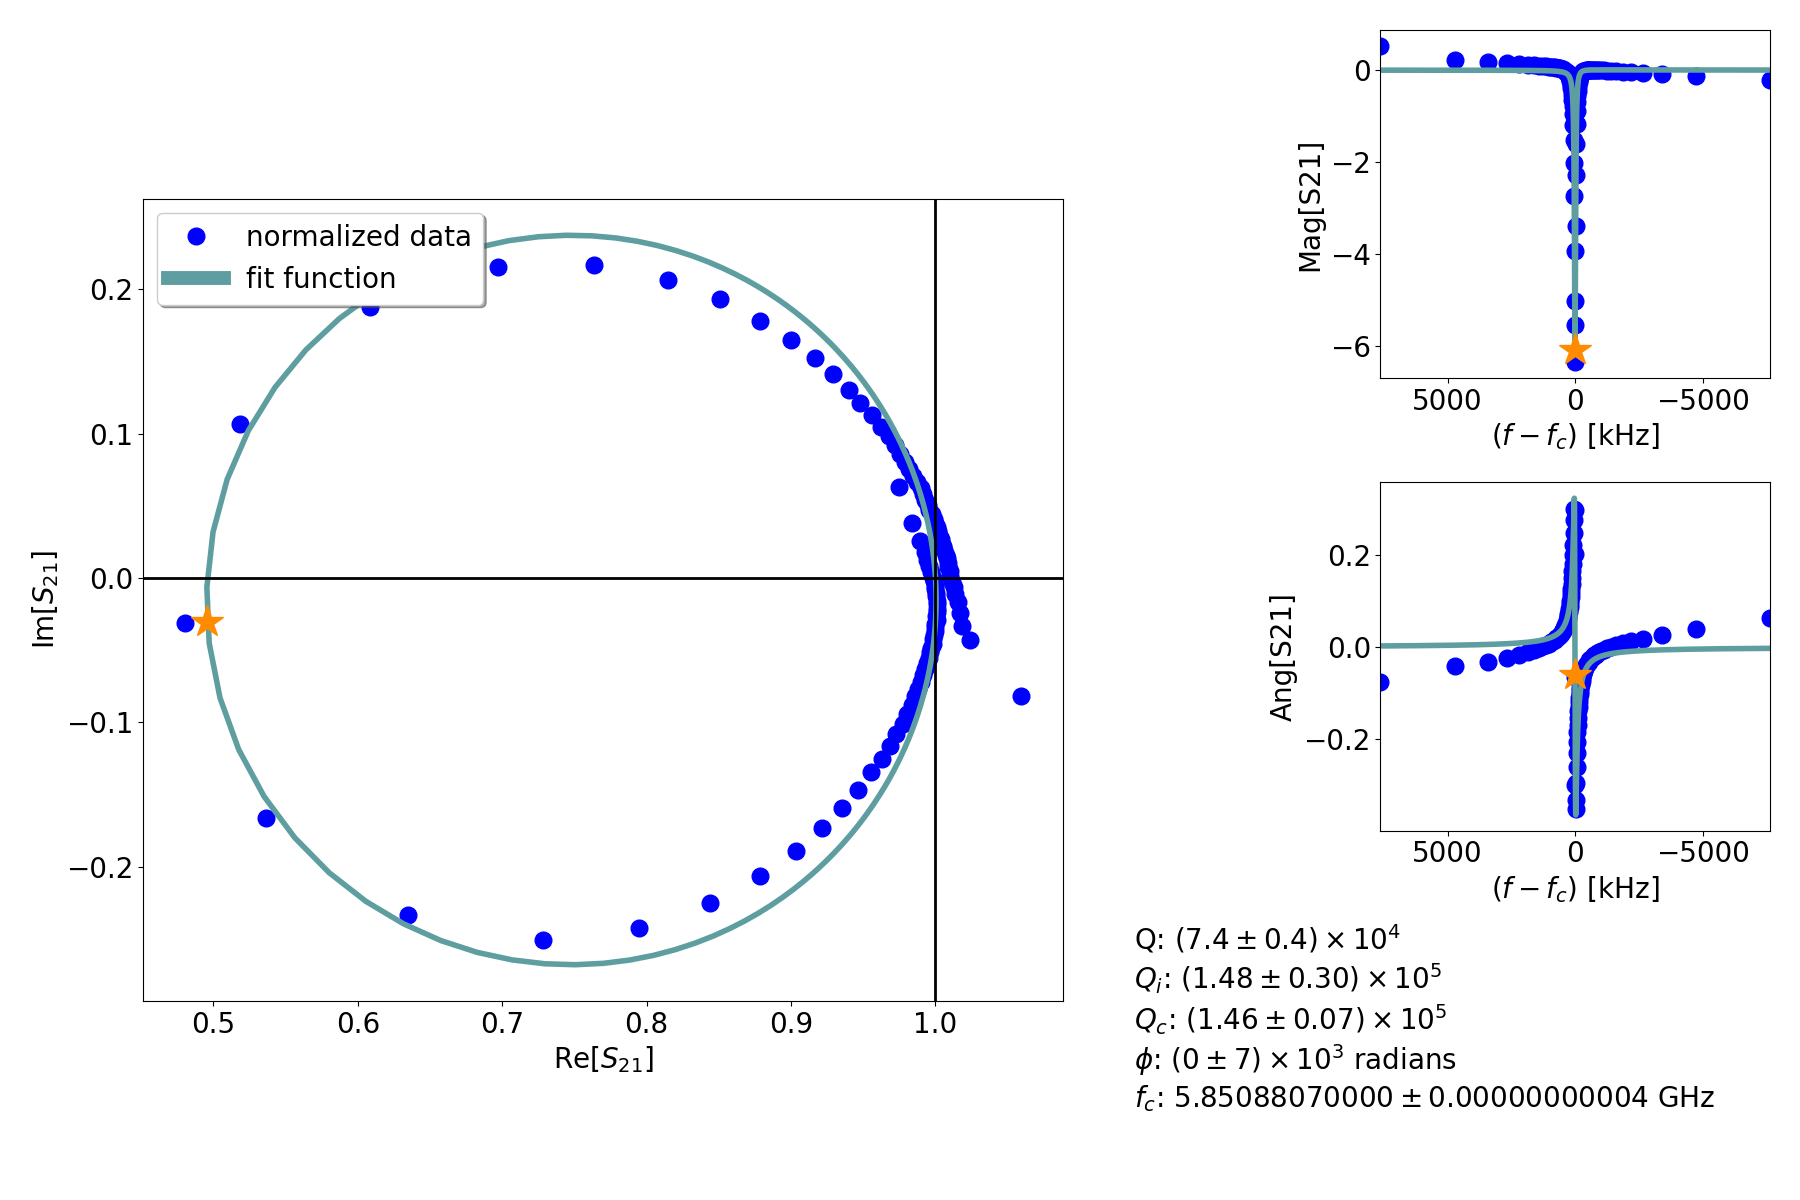 normalized data
fit function
0.2
0.1
0.0
−0.1
−0.2
Im[S21]
0.5 0.6 0.7 0.8 0.9 1.0
Re[S21]
0
−2
−4
−6
Mag[S21]
5000 0 −5000
(f − fc) [kHz]
0.2
0.0
−0.2
Ang[S21]
5000 0 −5000
(f − fc) [kHz]
Q: (7.4 ± 0.4) × 10^4
Qi: (1.48 ± 0.30) × 10^5
Qc: (1.46 ± 0.07) × 10^5
ϕ: (0 ± 7) × 10^3 radians
fc: 5.85088070000 ± 0.00000000004 GHz